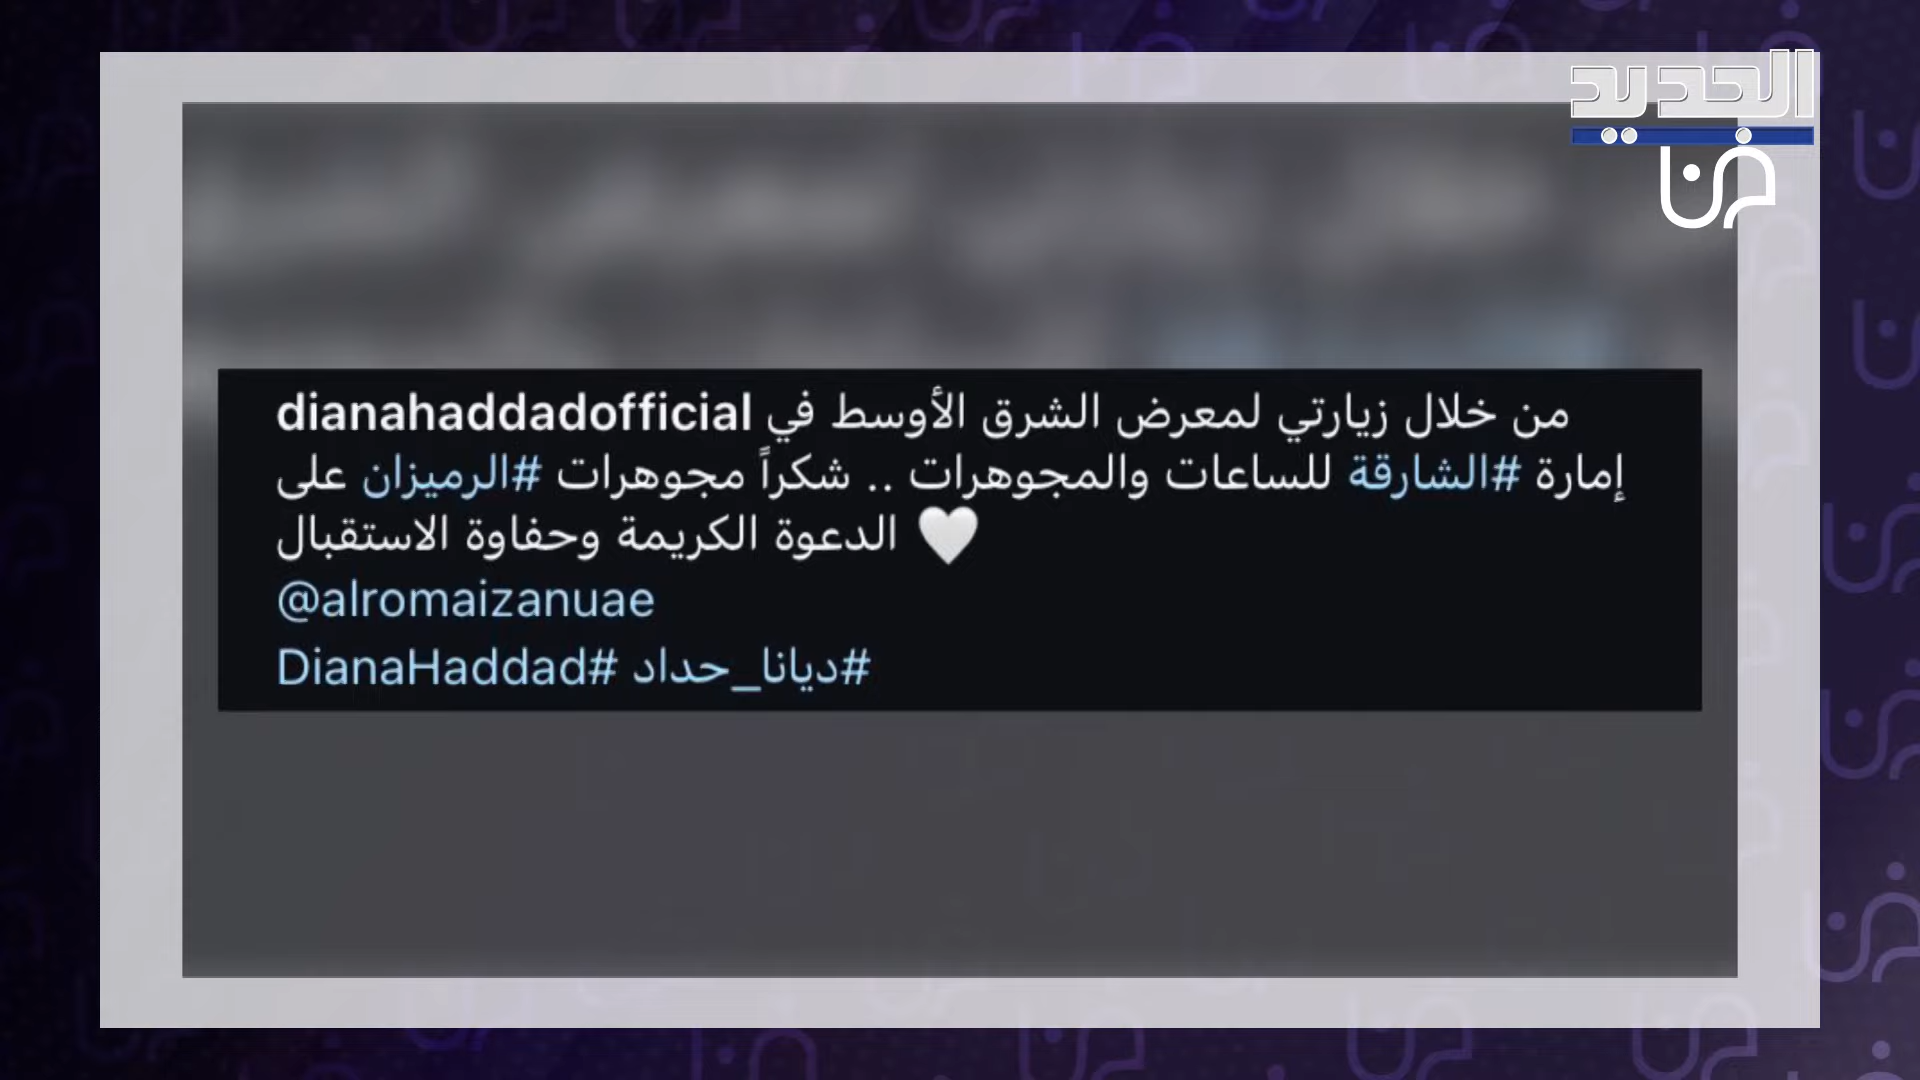 الجديد
فن
dianahaddadofficial من خلال زيارتي لمعرض الشرق الأوسط في
إمارة #الشارقة للساعات والمجوهرات .. شكراً مجوهرات #الرميزان على
الدعوة الكريمة وحفاوة الاستقبال 🤍
@alromaizanuae
#ديانا_حداد #DianaHaddad